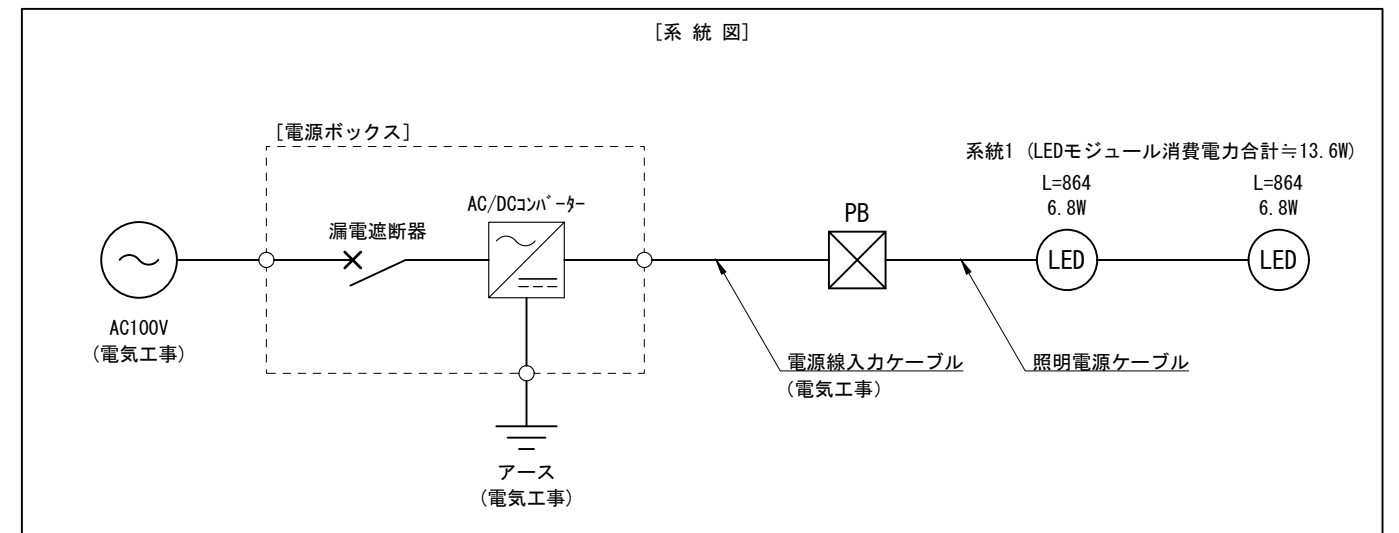 [系 統 図]
[電源ボックス]
系統1 (LEDモジュール消費電力合計≒13.6W)
L=864
6.8W
L=864
6.8W
AC/DCｺﾝﾊﾞｰﾀｰ
PB
漏電遮断器
LED
LED
AC100V
(電気工事)
電源線入力ケーブル
(電気工事)
照明電源ケーブル
アース
(電気工事)